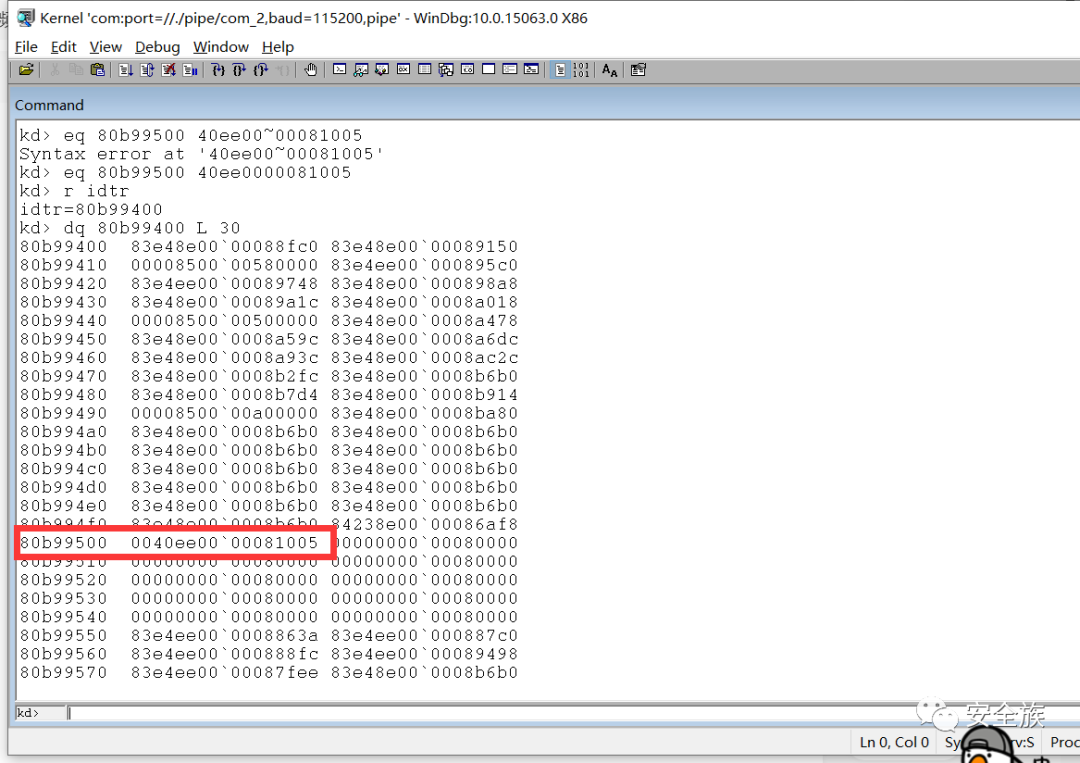 Kernel 'com:port=//./pipe/com_2,baud=115200,pipe' - WinDbg:10.0.15063.0 X86
File Edit View Debug Window Help
Command
kd> eq 80b99500 40ee00~00081005
Syntax error at '40ee00~00081005'
kd> eq 80b99500 40ee0000081005
kd> r idtr
idtr=80b99400
kd> dq 80b99400 L 30
80b99400 83e48e00`00088fc0 83e48e00`00089150
80b99410 00008500`00580000 83e4ee00`000895c0
80b99420 83e4ee00`00089748 83e48e00`000898a8
80b99430 83e48e00`00089a1c 83e48e00`0008a018
80b99440 00008500`00500000 83e48e00`0008a478
80b99450 83e48e00`0008a59c 83e48e00`0008a6dc
80b99460 83e48e00`0008a93c 83e48e00`0008ac2c
80b99470 83e48e00`0008b2fc 83e48e00`0008b6b0
80b99480 83e48e00`0008b7d4 83e48e00`0008b914
80b99490 00008500`00a00000 83e48e00`0008ba80
80b994a0 83e48e00`0008b6b0 83e48e00`0008b6b0
80b994b0 83e48e00`0008b6b0 83e48e00`0008b6b0
80b994c0 83e48e00`0008b6b0 83e48e00`0008b6b0
80b994d0 83e48e00`0008b6b0 83e48e00`0008b6b0
80b994e0 83e48e00`0008b6b0 83e48e00`0008b6b0
80b994f0 83e48e00`0008b6b0 84238e00`00086af8
80b99500 0040ee00`00081005 00000000`00080000
80b99510 00000000`00080000 00000000`00080000
80b99520 00000000`00080000 00000000`00080000
80b99530 00000000`00080000 00000000`00080000
80b99540 00000000`00080000 00000000`00080000
80b99550 83e4ee00`0008863a 83e4ee00`000887c0
80b99560 83e4ee00`000888fc 83e4ee00`00089498
80b99570 83e4ee00`00087fee 83e48e00`0008b6b0
kd>
安全族
Ln 0, Col 0 Sy rv:S Proc